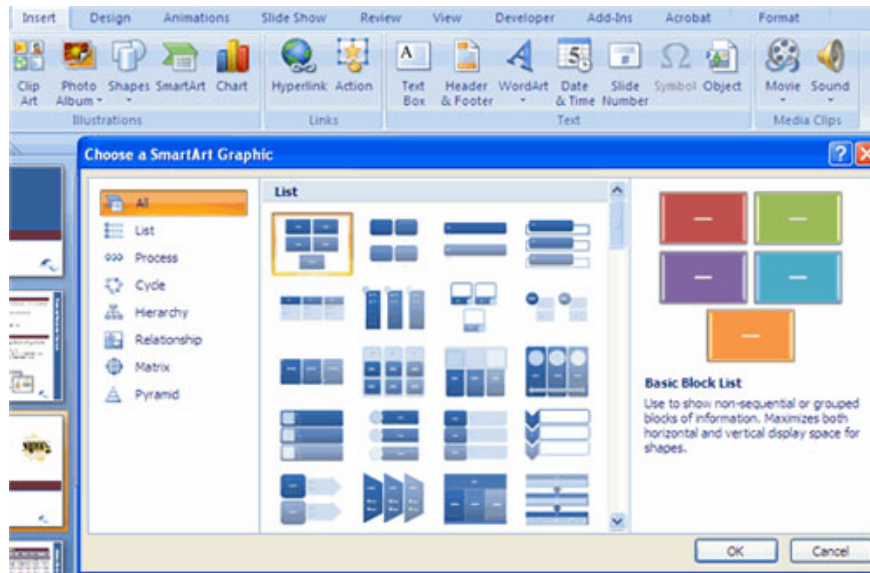 Insert Design Animations Slide Show Review View Developer Add-Ins Acrobat Format
Clip Art Photo Album Shapes SmartArt Chart Hyperlink Action Text Box Header & Footer WordArt Date & Time Slide Number Symbol Object Movie Sound
Illustrations Links Text Media Clips
Choose a SmartArt Graphic
All
List
Process
Cycle
Hierarchy
Relationship
Matrix
Pyramid
List
Basic Block List
Use to show non-sequential or grouped
blocks of information. Maximizes both
horizontal and vertical display space for
shapes.
OK Cancel